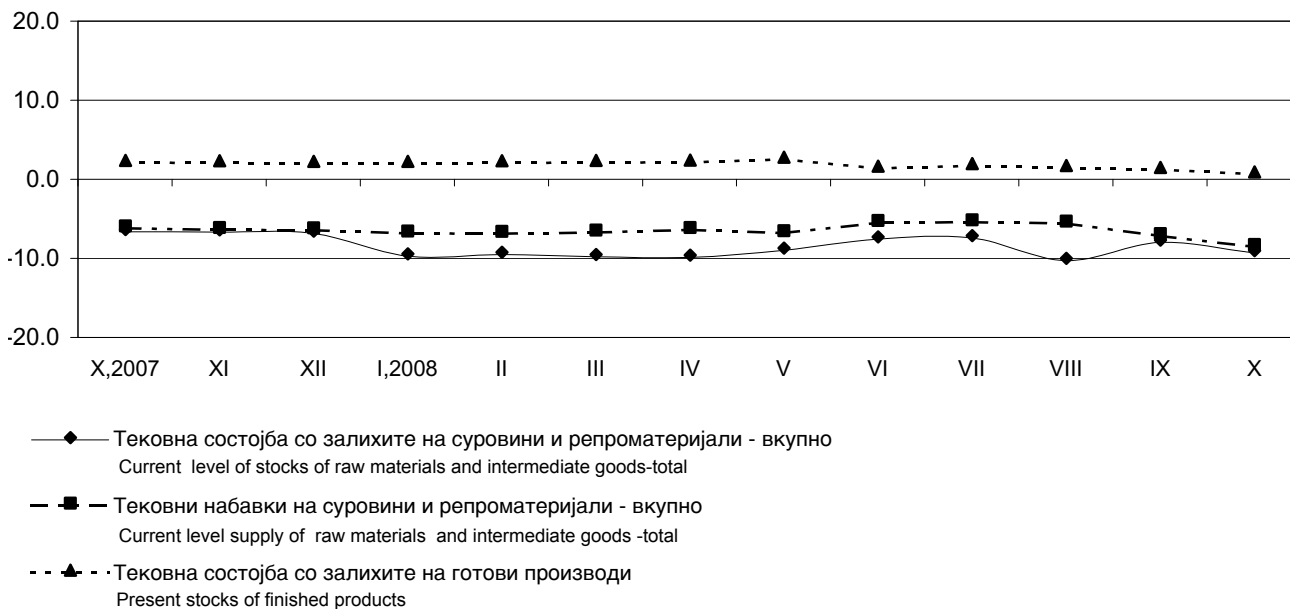 20.0
10.0
0.0
-10.0
-20.0
X,2007 XI XII I,2008 II III IV V VI VII VIII IX X
Тековна состојба со залихите на суровини и репроматеријали - вкупно
Current level of stocks of raw materials and intermediate goods-total
Тековни набавки на суровини и репроматеријали - вкупно
Current level supply of raw materials and intermediate goods -total
Тековна состојба со залихите на готови производи
Present stocks of finished products